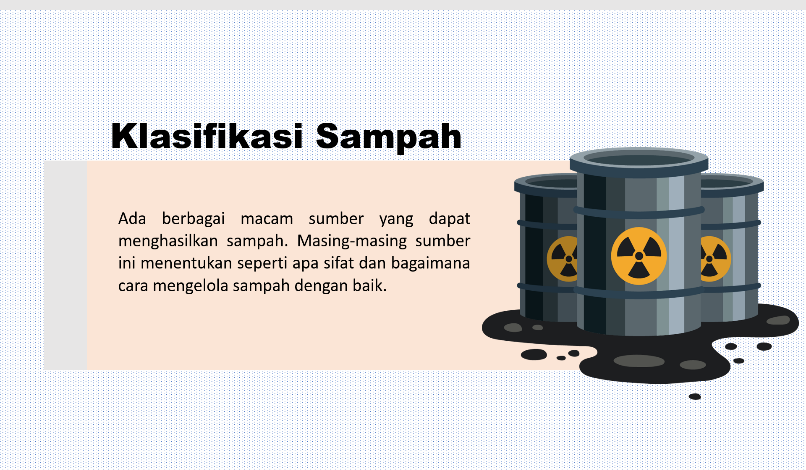 Klasifikasi Sampah
Ada berbagai macam sumber yang dapat
menghasilkan sampah. Masing-masing sumber
ini menentukan seperti apa sifat dan bagaimana
cara mengelola sampah dengan baik.